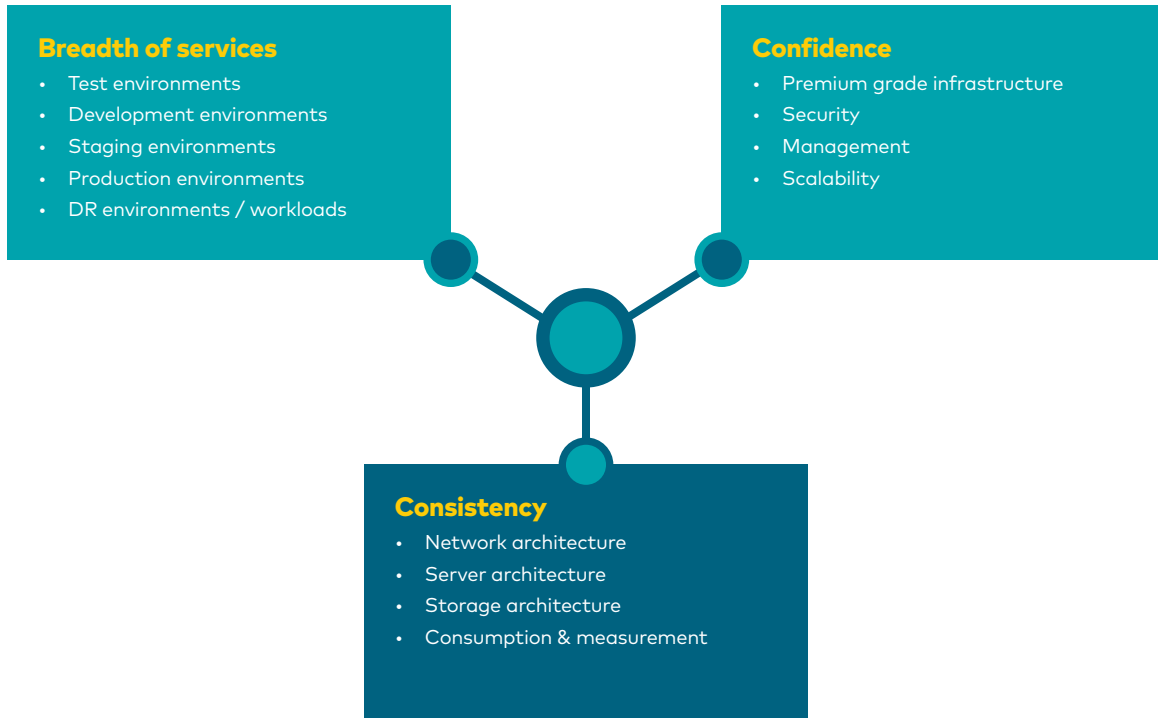 Breadth of services
• Test environments
• Development environments
• Staging environments
• Production environments
• DR environments / workloads
Confidence
• Premium grade infrastructure
• Security
• Management
• Scalability
Consistency
• Network architecture
• Server architecture
• Storage architecture
• Consumption & measurement